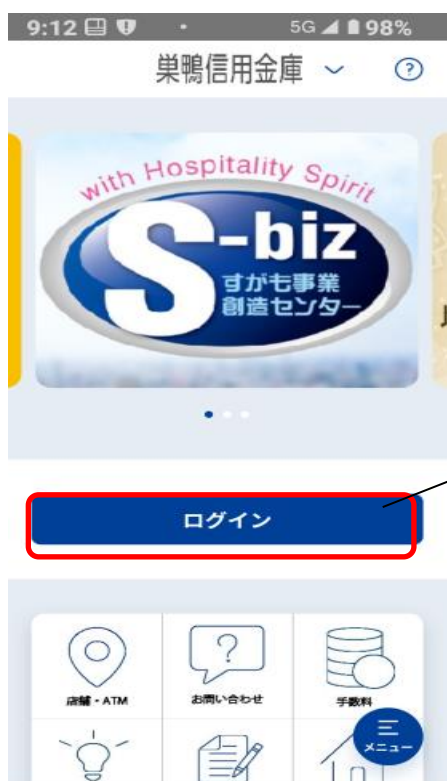 9:12 5G 98%
巣鴨信用金庫
with Hospitality Spirit
S-biz
すがも事業
創造センター
ログイン
店舗・ATM
お問い合わせ
手数料
メニュー